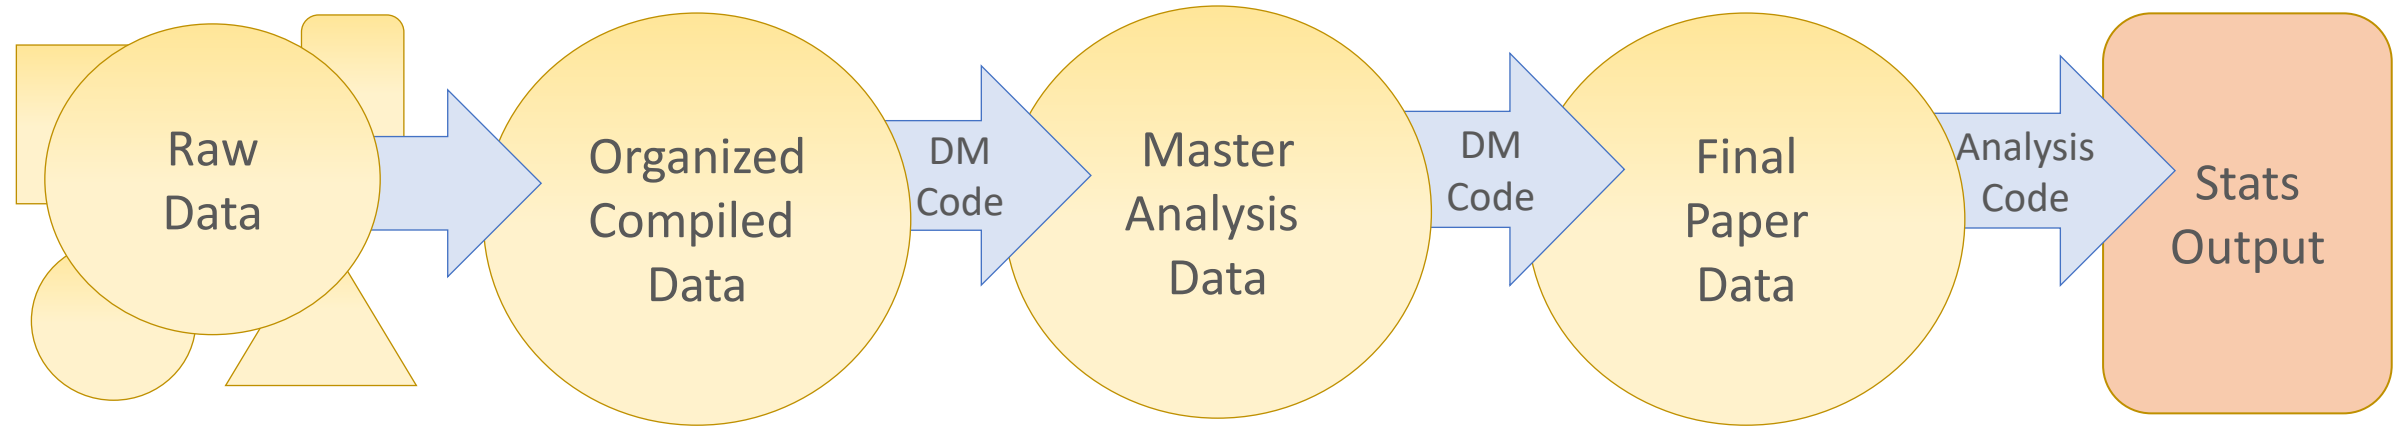 Raw
Data
Organized
Compiled
Data
DM
Code
Master
Analysis
Data
DM
Code
Final
Paper
Data
Analysis
Code
Stats
Output